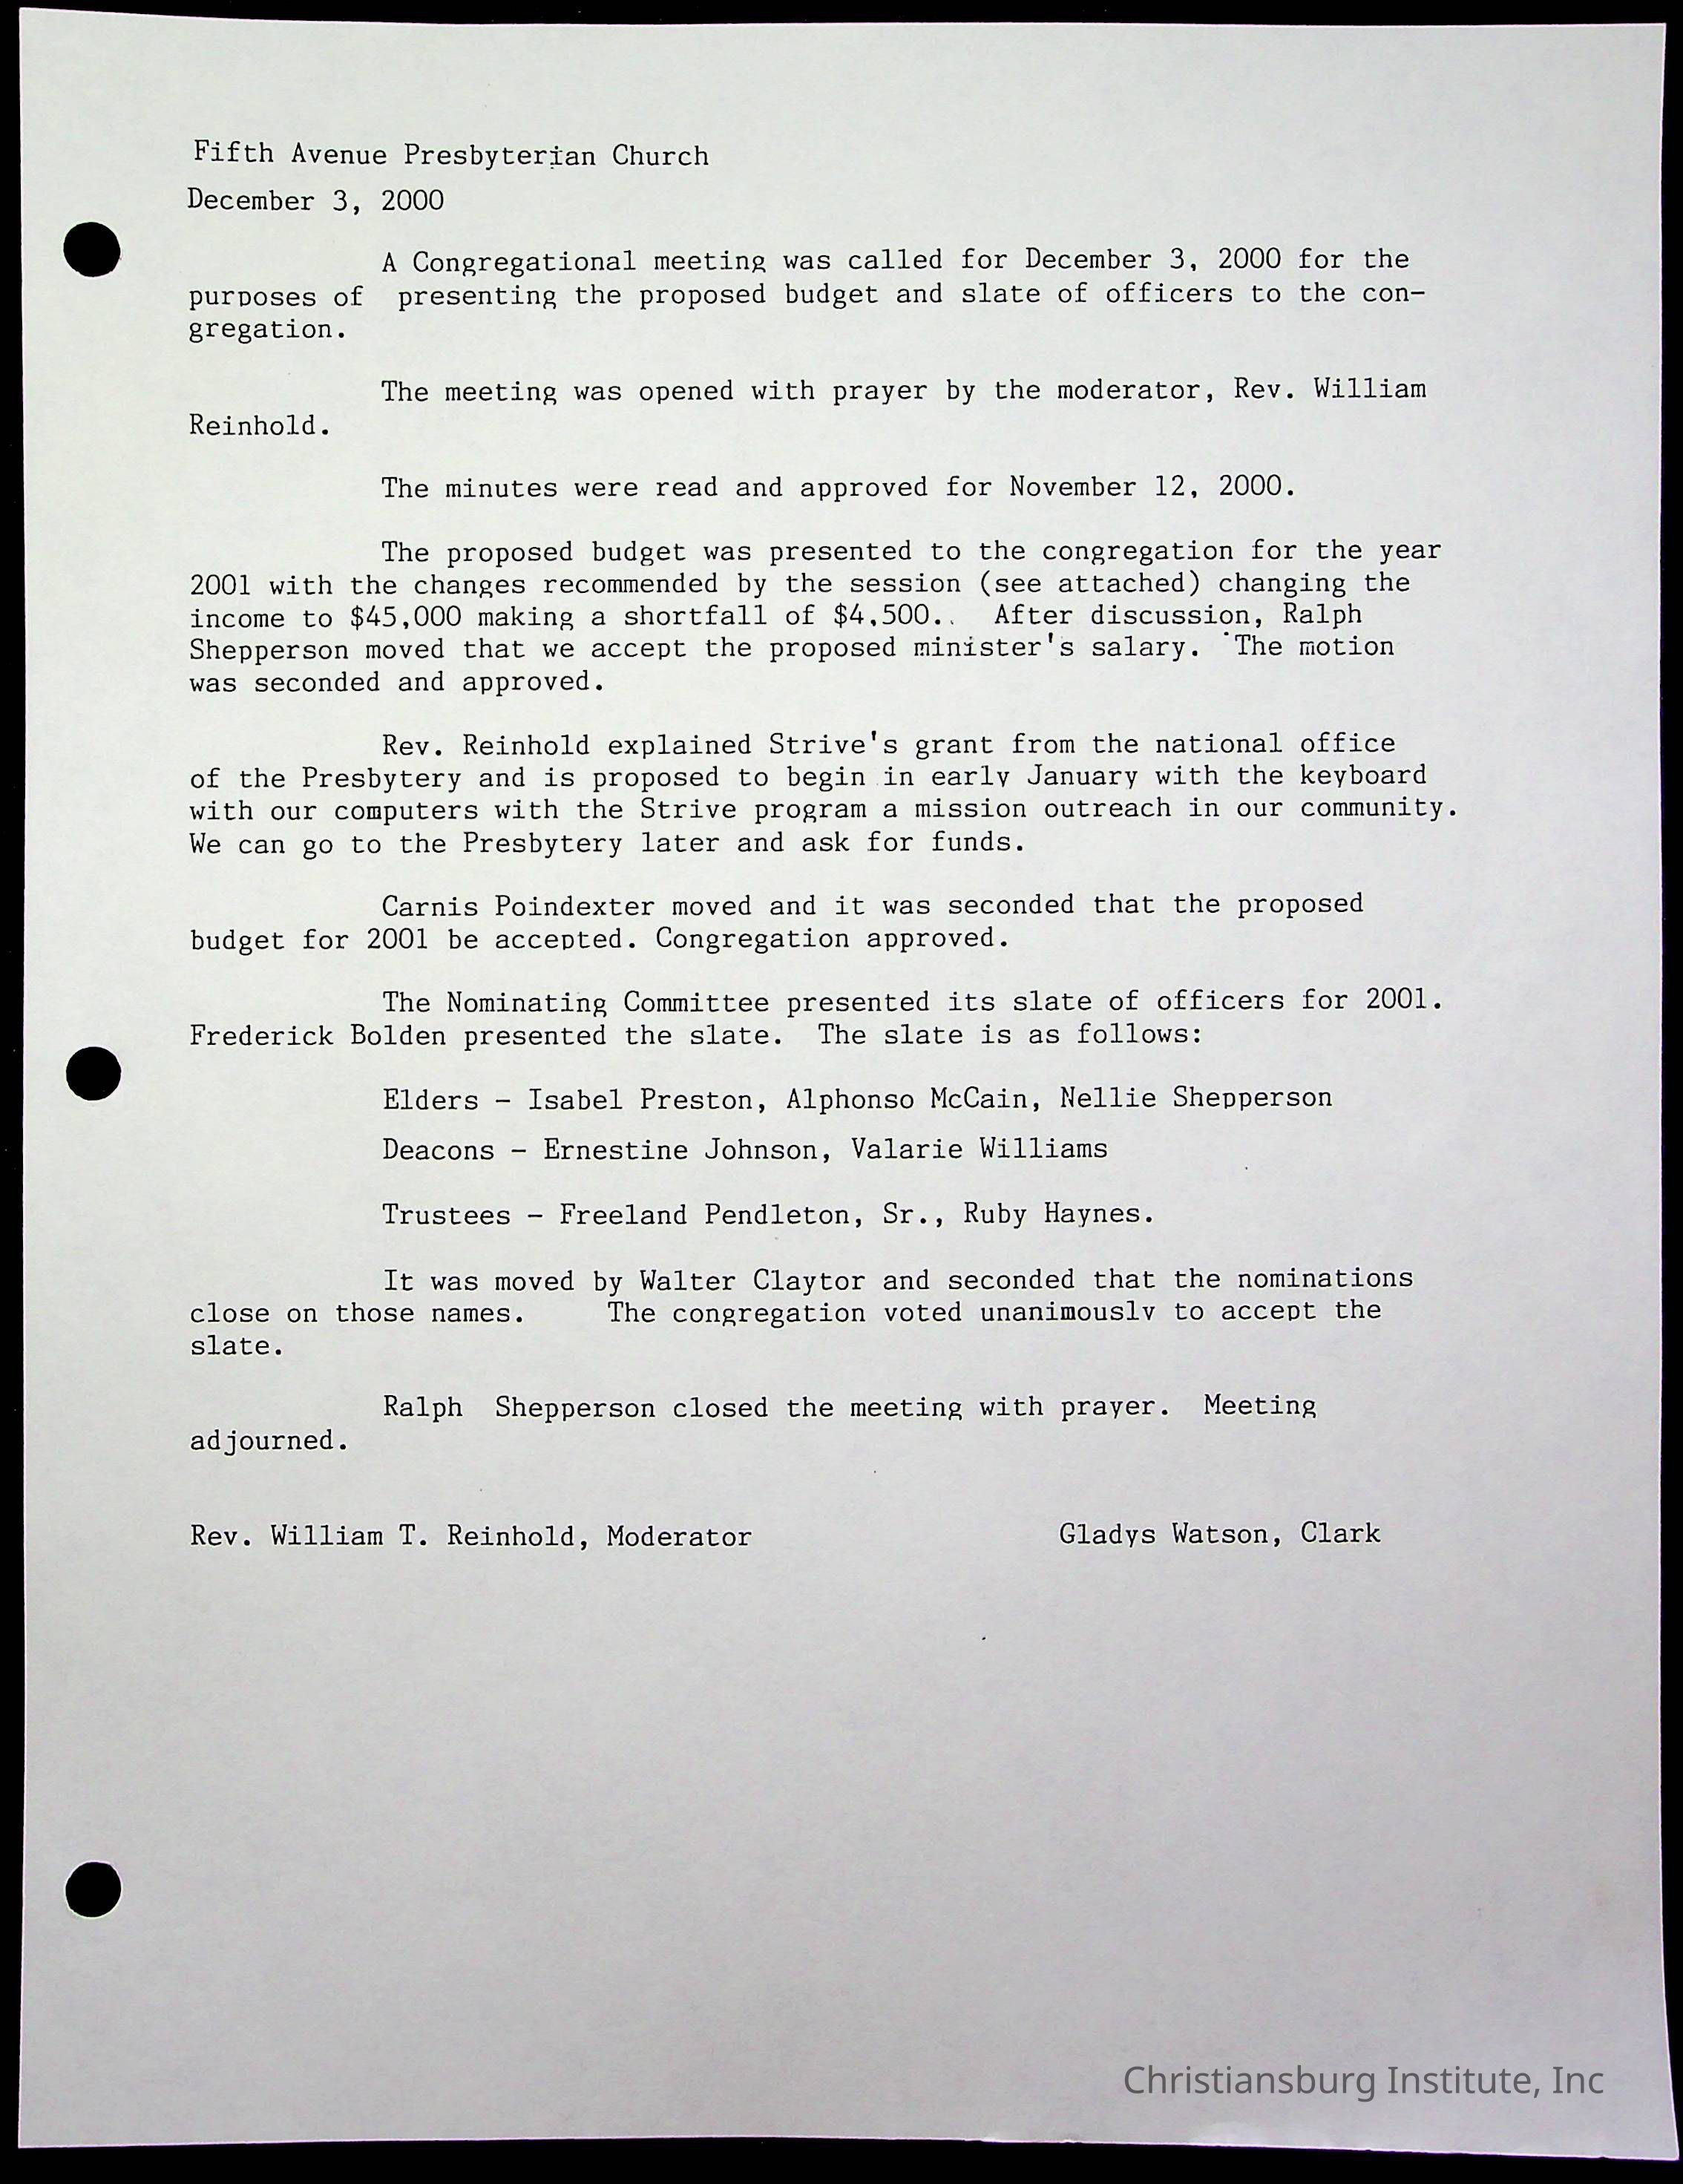 Fifth Avenue Presbyterian Church
December 3, 2000
A Congregational meeting was called for December 3, 2000 for the
purposes of presenting the proposed budget and slate of officers to the con-
gregation.
The meeting was opened with prayer by the moderator, Rev. William
Reinhold.
The minutes were read and approved for November 12, 2000.
The proposed budget was presented to the congregation for the year
2001 with the changes recommended by the session (see attached) changing the
income to $45,000 making a shortfall of $4,500.. After discussion, Ralph
Shepperson moved that we accept the proposed minister's salary. The motion
was seconded and approved.
Rev. Reinhold explained Strive's grant from the national office
of the Presbytery and is proposed to begin in early January with the keyboard
with our computers with the Strive program a mission outreach in our community.
We can go to the Presbytery later and ask for funds.
Carnis Poindexter moved and it was seconded that the proposed
budget for 2001 be accepted. Congregation approved.
The Nominating Committee presented its slate of officers for 2001.
Frederick Bolden presented the slate. The slate is as follows:
Elders - Isabel Preston, Alphonso McCain, Nellie Shepperson
Deacons - Ernestine Johnson, Valarie Williams
Trustees - Freeland Pendleton, Sr., Ruby Haynes.
It was moved by Walter Claytor and seconded that the nominations
close on those names. The congregation voted unanimously to accept the
slate.
Ralph Shepperson closed the meeting with prayer. Meeting
adjourned.
Rev. William T. Reinhold, Moderator Gladys Watson, Clark
Christiansburg Institute, Inc